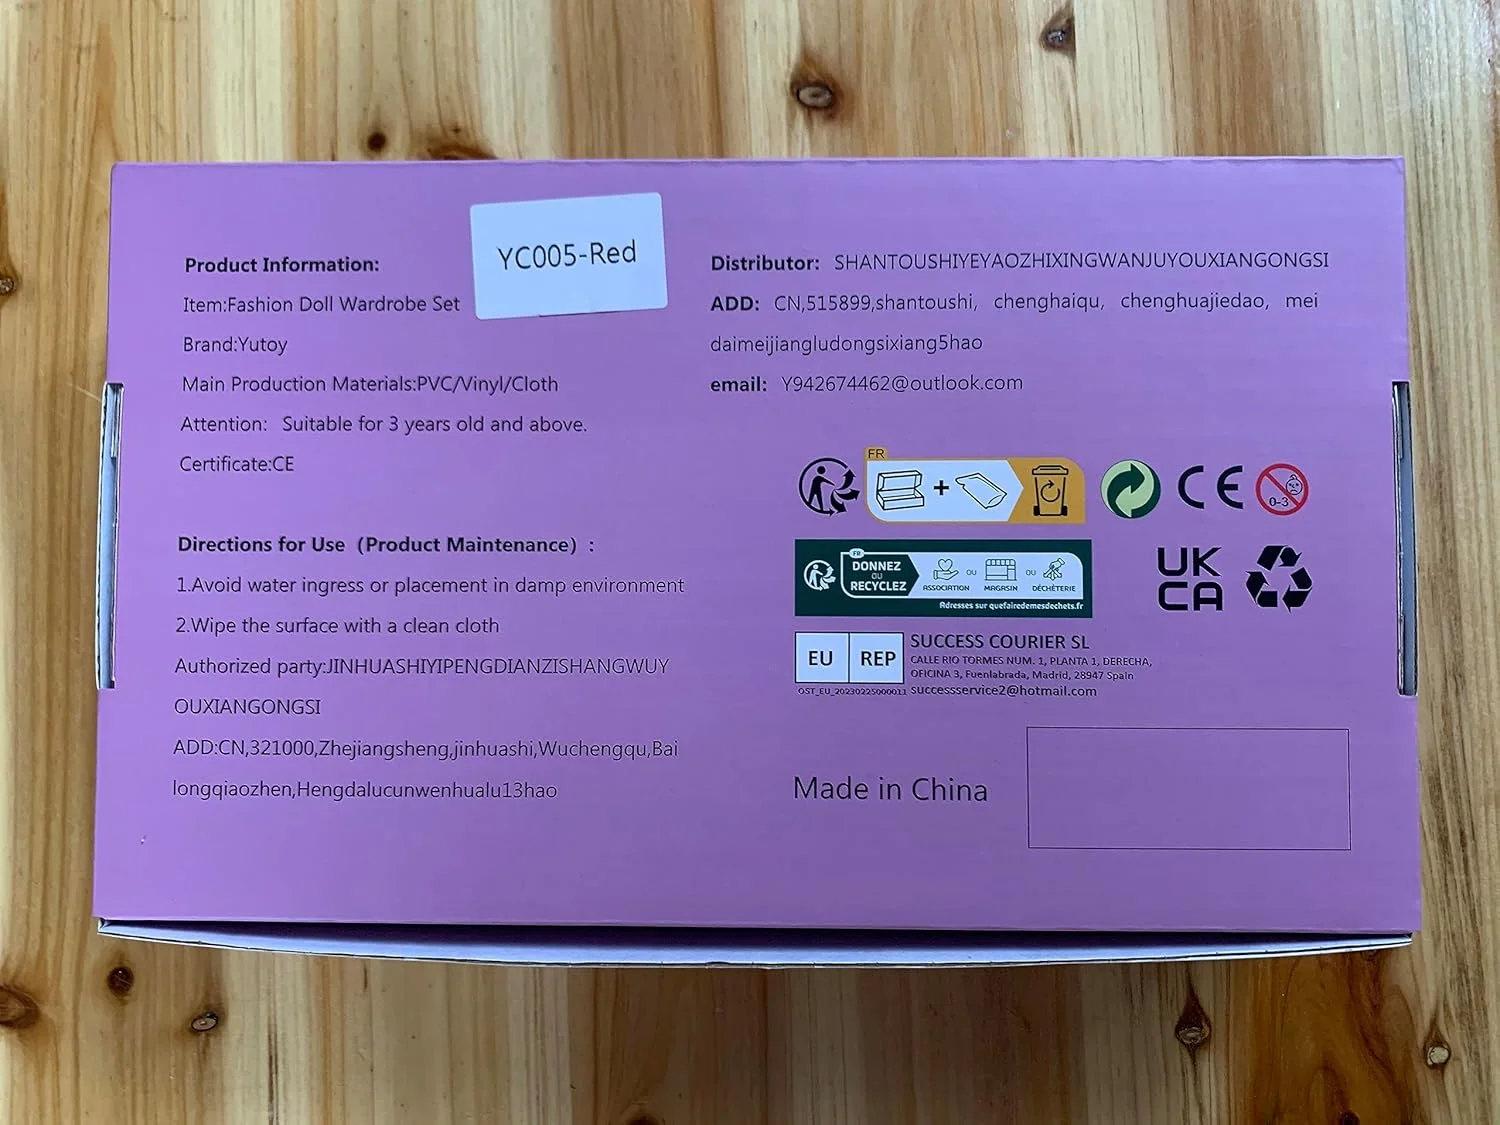 YC005-Red
Product Information:
Item:Fashion Doll Wardrobe Set
Brand:Yutoy
Main Production Materials:PVC/Vinyl/Cloth
Attention: Suitable for 3 years old and above.
Certificate:CE
Directions for Use (Product Maintenance) :
1.Avoid water ingress or placement in damp environment
2.Wipe the surface with a clean cloth
Authorized party:JINHUASHIYIPENGDIANZISHANGWUY
OUXIANGONGSI
ADD:CN,321000,Zhejiangsheng,jinhuashi,Wuchengqu,Bai
longqiaozhen,Hengdalucunwenhualu13hao
Distributor: SHANTOUSHIYEYAOZHIXINGWANJUYOUXIANGONGSI
ADD: CN,515899,shantoushi, chenghaiqu, chenghuajiedao, mei
daimeijiangludongsixiang5hao
email: Y942674462@outlook.com
FR
+
CE
0-3
FR
DONNEZ
OU
RECYCLEZ
ASSOCIATION OU MAGASIN OU DÉCHÈTERIE
Adresses sur quefairedemesdechets.fr
UK
CA
EU REP
SUCCESS COURIER SL
CALLE RIO TORMES NUM. 1, PLANTA 1, DERECHA,
OFICINA 3, Fuenlabrada, Madrid, 28947 Spain
OST_EU_20230225000011 successservice2@hotmail.com
Made in China